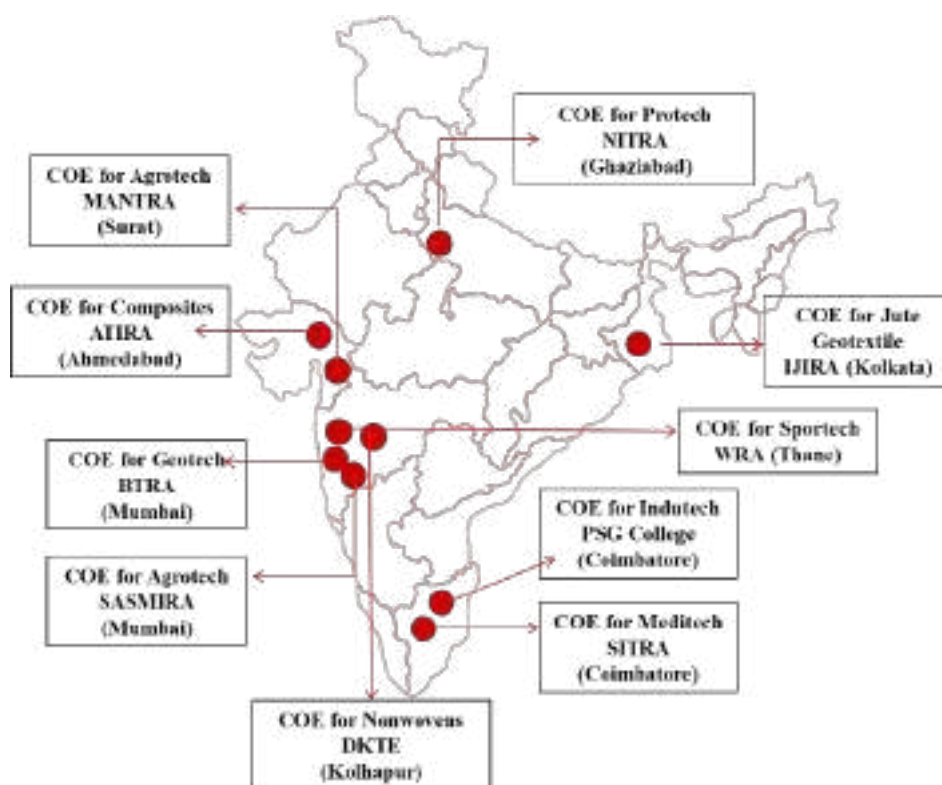 COE for Protech
NITRA
(Ghaziabad)
COE for Agrotech
MANTRA
(Surat)
COE for Composites
ATIRA
(Ahmedabad)
COE for Jute
Geotextile
IJIRA (Kolkata)
COE for Sportech
WRA (Thane)
COE for Geotech
BTRA
(Mumbai)
COE for Indutech
PSG College
(Coimbatore)
COE for Agrotech
SASMIRA
(Mumbai)
COE for Meditech
SITRA
(Coimbatore)
COE for Nonwovens
DKTE
(Kolhapur)